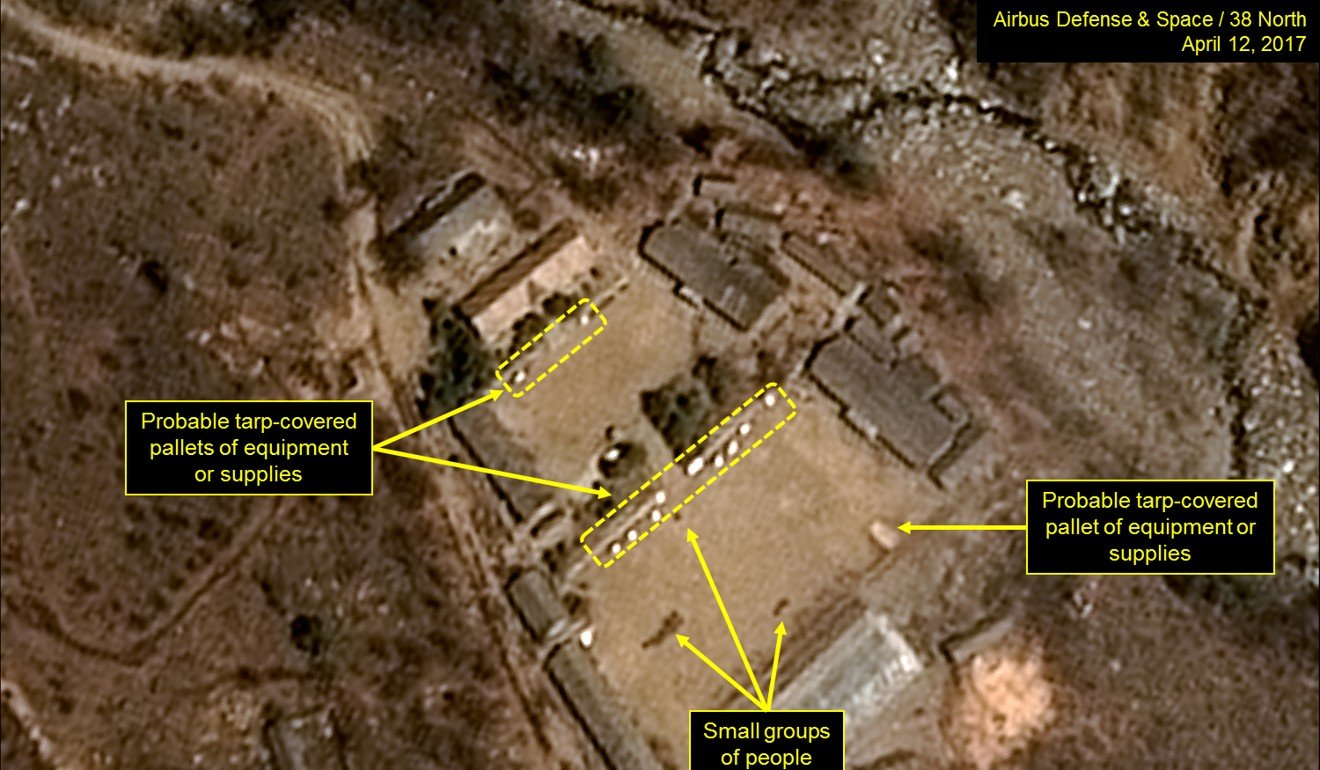 Airbus Defense & Space / 38 North
April 12, 2017
Probable tarp-covered
pallets of equipment
or supplies
Probable tarp-covered
pallet of equipment or
supplies
Small groups
of people